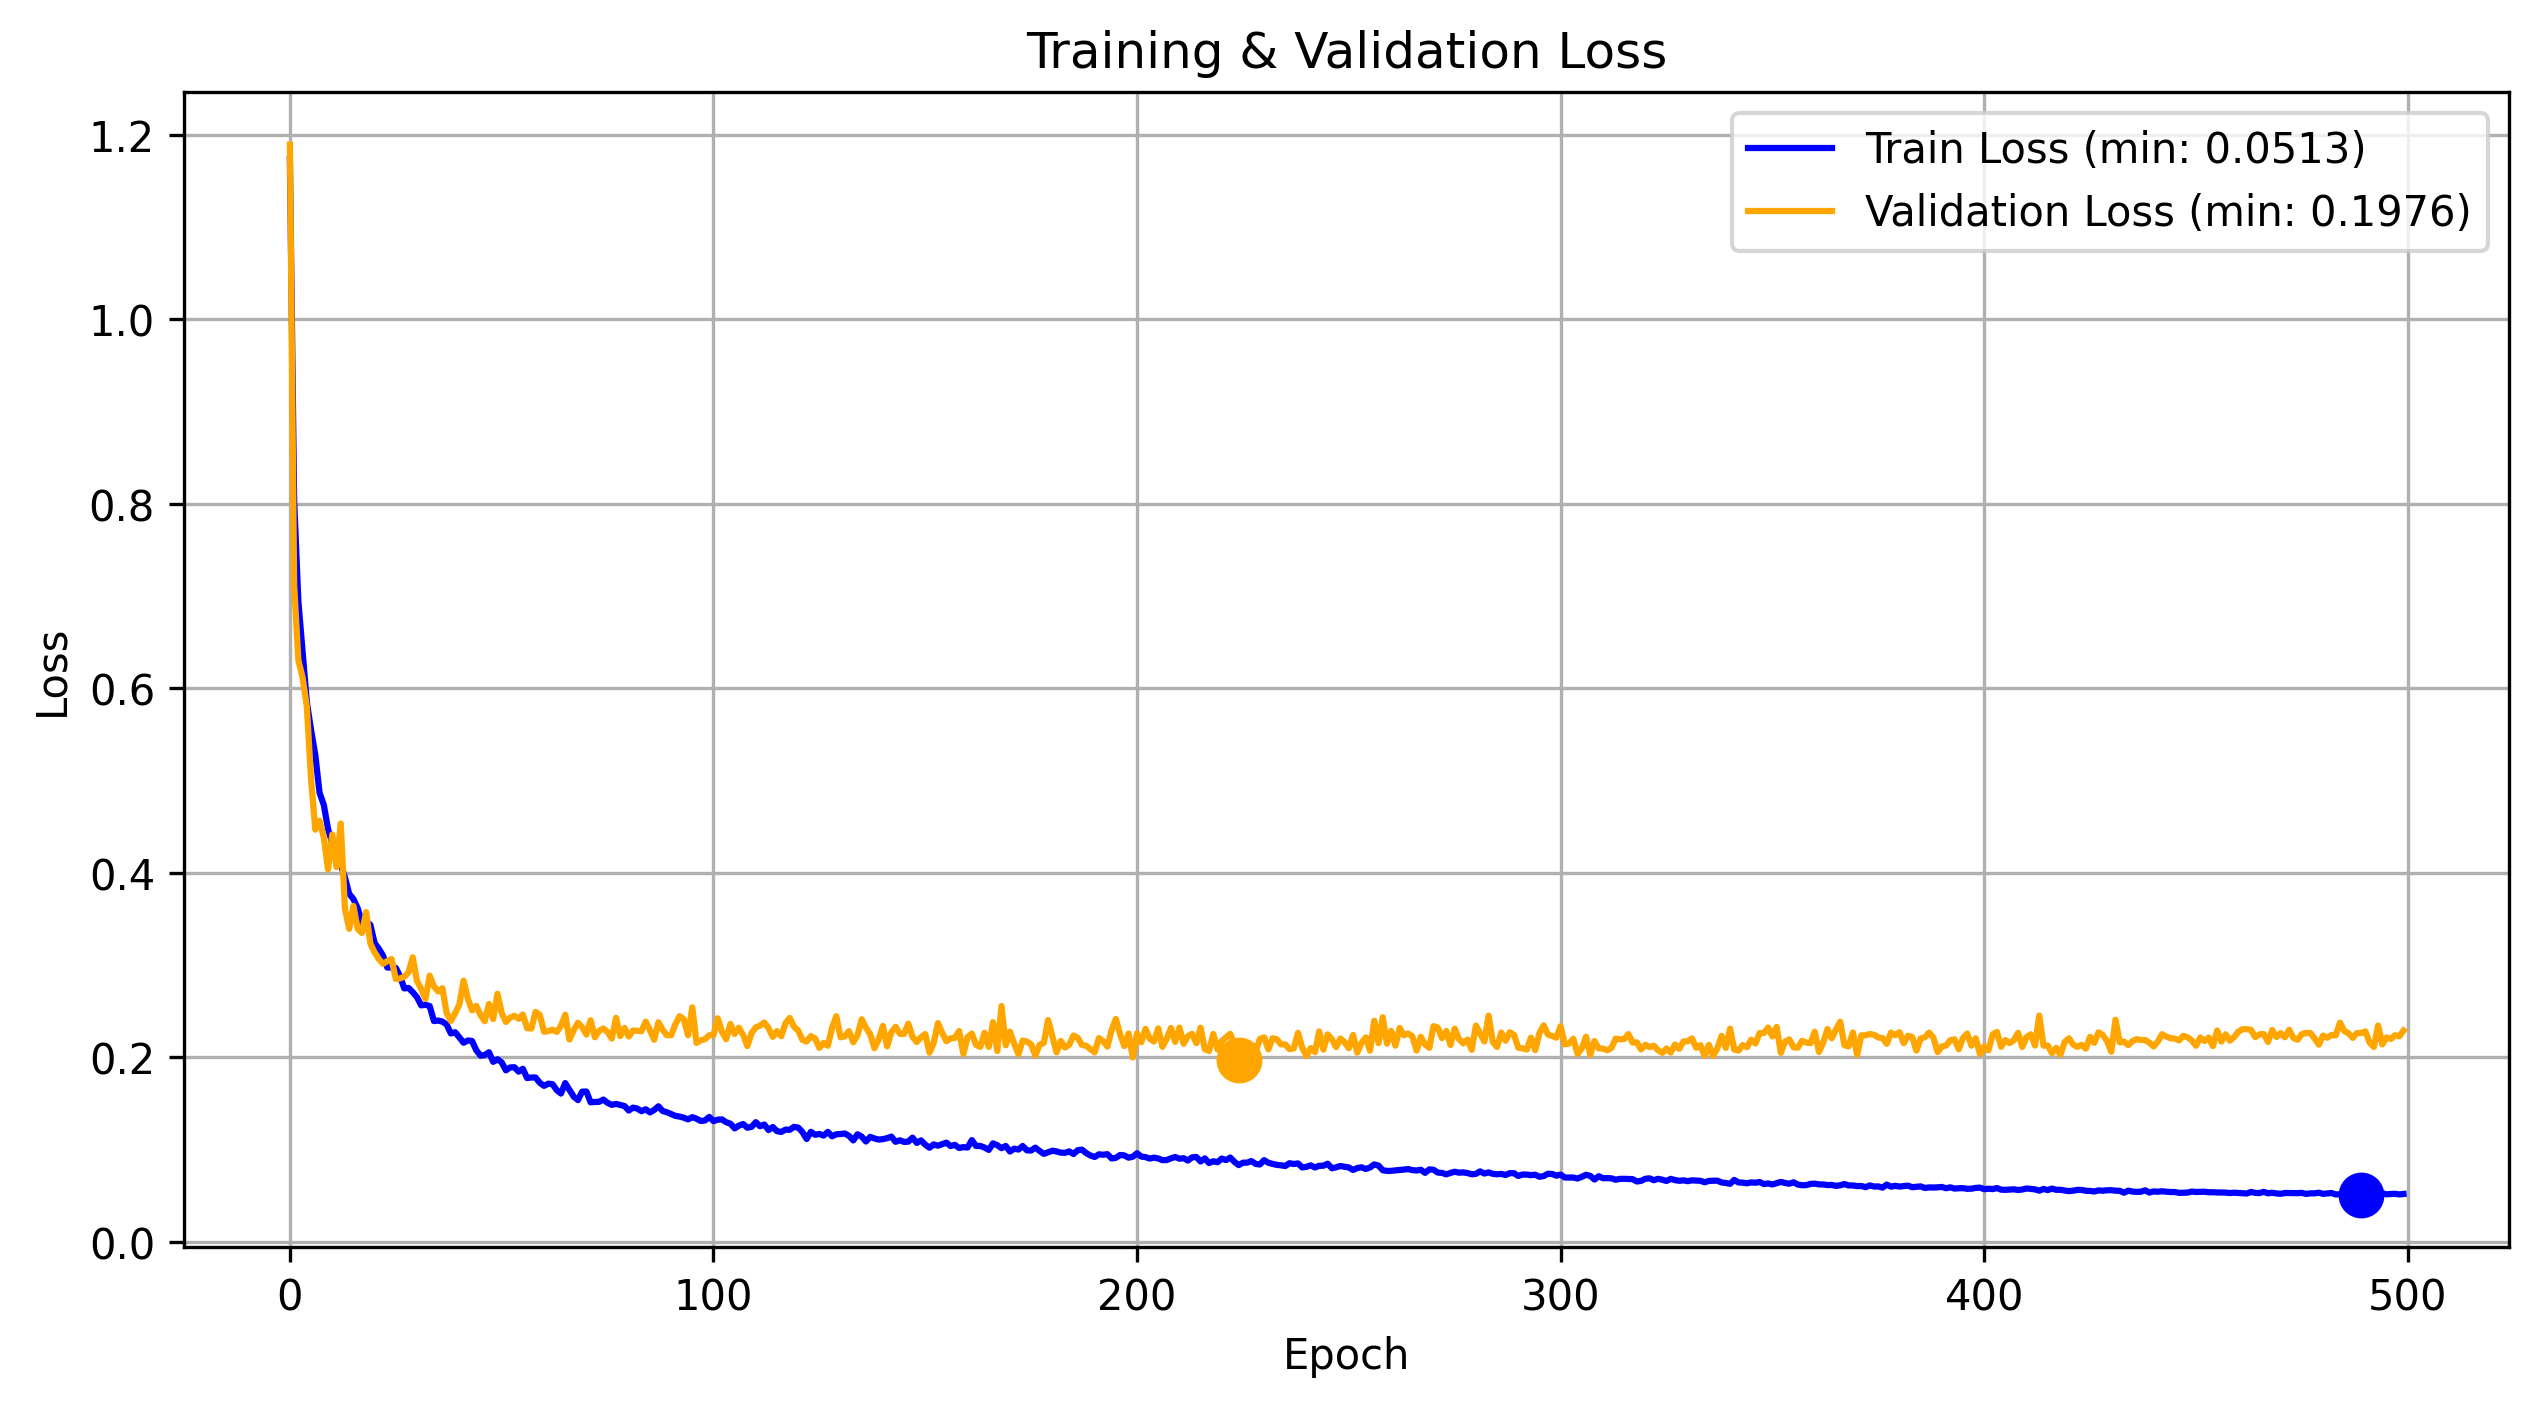 Training & Validation Loss
Train Loss (min: 0.0513)
Validation Loss (min: 0.1976)
1.2
1.0
0.8
0.6
0.4
0.2
0.0
Loss
0 100 200 300 400 500
Epoch